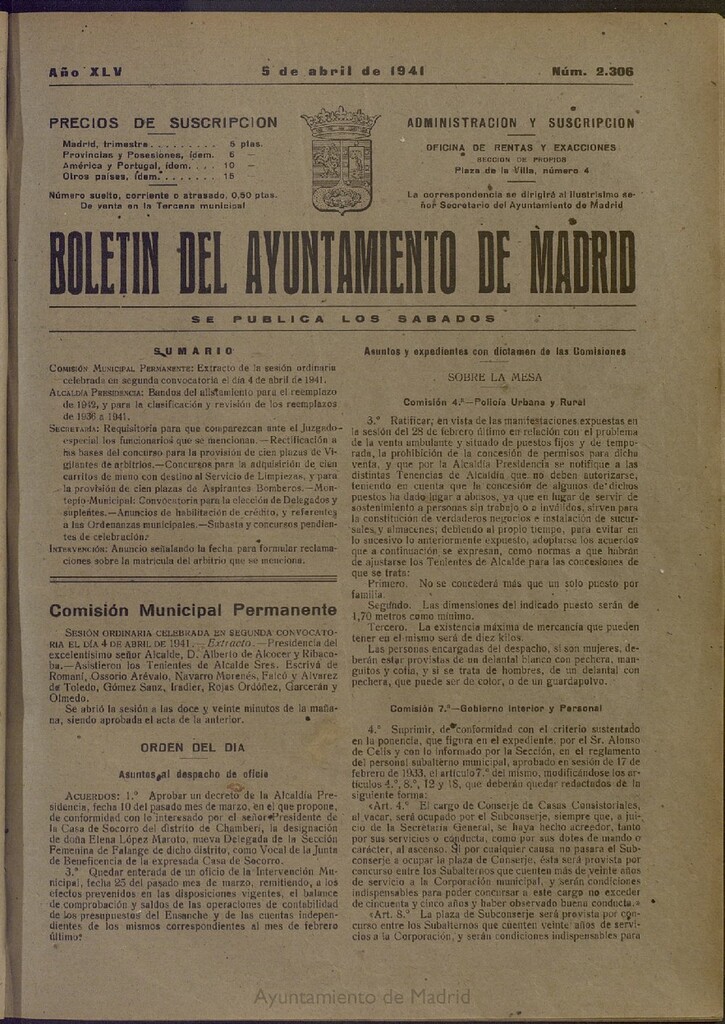 Año XLV
5 de abril de 1941
Núm. 2.306
PRECIOS DE SUSCRIPCION
Madrid, trimestre . . . . . . . . . 5 ptas.
Provincias y Posesiones, ídem. 6 —
América y Portugal, ídem. . . . 10 —
Otros países, ídem. . . . . . . . 15
Número suelto, corriente o atrasado, 0,50 ptas.
De venta en la Tercena municipal
ADMINISTRACION Y SUSCRIPCION
OFICINA DE RENTAS Y EXACCIONES
SECCION DE PROPIOS
Plaza de la Villa, número 4
La correspondencia se dirigirá al ilustrísimo se-
ñor Secretario del Ayuntamiento de Madrid
BOLETIN DEL AYUNTAMIENTO DE MADRID
SE PUBLICA LOS SABADOS
SUMARIO
COMISIÓN MUNICIPAL PERMANENTE: Extracto de la sesión ordinaria
celebrada en segunda convocatoria el día 4 de abril de 1941.
ALCALDÍA PRESIDENCIA: Bandos del alistamiento para el reemplazo
de 1942, y para la clasificación y revisión de los reemplazos
de 1936 a 1941.
SECRETARÍA: Requisitoria para que comparezcan ante el Juzgado
especial los funcionarios que se mencionan.—Rectificación a
las bases del concurso para la provisión de cien plazas de Vi-
gilantes de arbitrios.—Concursos para la adquisición de cien
carritos de mano con destino al Servicio de Limpiezas, y para
la provisión de cien plazas de Aspirantes Bomberos.—Mon-
tepío Municipal: Convocatoria para la elección de Delegados y
suplentes.—Anuncios de habilitación de crédito, y referentes
a las Ordenanzas municipales.—Subasta y concursos pendien-
tes de celebración.
INTERVENCIÓN: Anuncio señalando la fecha para formular reclama-
ciones sobre la matrícula del arbitrio que se menciona.
Comisión Municipal Permanente
SESIÓN ORDINARIA CELEBRADA EN SEGUNDA CONVOCATO-
RIA EL DÍA 4 DE ABRIL DE 1941.—Extracto.—Presidencia del
excelentísimo señor Alcalde, D. Alberto de Alcocer y Ribaco-
ba.—Asistieron los Tenientes de Alcalde Sres. Escrivá de
Romaní, Ossorio Arévalo, Navarro Morenés, Falcó y Alvarez
de Toledo, Gómez Sanz, Iradier, Rojas Ordóñez, Garcerán y
Olmedo.
Se abrió la sesión a las doce y veinte minutos de la maña-
na, siendo aprobada el acta de la anterior.
ORDEN DEL DIA
Asuntos al despacho de oficio
ACUERDOS: 1.º Aprobar un decreto de la Alcaldía Pre-
sidencia, fecha 10 del pasado mes de marzo, en el que propone,
de conformidad con lo interesado por el señor Presidente de
la Casa de Socorro del distrito de Chamberí, la designación
de doña Elena López Maroto, nueva Delegada de la Sección
Femenina de Falange de dicho distrito, como Vocal de la Junta
de Beneficencia de la expresada Casa de Socorro.
3.º Quedar enterada de un oficio de la Intervención Mu-
nicipal, fecha 25 del pasado mes de marzo, remitiendo, a los
efectos prevenidos en las disposiciones vigentes, el balance
de comprobación y saldos de las operaciones de contabilidad
de los presupuestos del Ensanche y de las cuentas indepen-
dientes de los mismos correspondientes al mes de febrero
último.
Asuntos y expedientes con dictamen de las Comisiones
SOBRE LA MESA
Comisión 4.ª—Policía Urbana y Rural
3.º Ratificar, en vista de las manifestaciones expuestas en
la sesión del 28 de febrero último en relación con el problema
de la venta ambulante y situado de puestos fijos y de tempo-
rada, la prohibición de la concesión de permisos para dicha
venta, y que por la Alcaldía Presidencia se notifique a las
distintas Tenencias de Alcaldía que no deben autorizarse,
teniendo en cuenta que la concesión de algunos de dichos
puestos ha dado lugar a abusos, ya que en lugar de servir de
sostenimiento a personas sin trabajo o a inválidos, sirven para
la constitución de verdaderos negocios e instalación de sucur-
sales y almacenes; debiendo al propio tiempo, para evitar en
lo sucesivo lo anteriormente expuesto, adoptarse los acuerdos
que a continuación se expresan, como normas a que habrán
de ajustarse los Tenientes de Alcalde para las concesiones de
que se trata:
Primero. No se concederá más que un solo puesto por
familia.
Segundo. Las dimensiones del indicado puesto serán de
1,70 metros como mínimo.
Tercero. La existencia máxima de mercancía que pueden
tener en el mismo será de diez kilos.
Las personas encargadas del despacho, si son mujeres, de-
berán estar provistas de un delantal blanco con pechera, man-
guitos y cofia, y si se trata de hombres, de un delantal con
pechera, que puede ser de color, o de un guardapolvo.
Comisión 7.ª—Gobierno Interior y Personal
4.º Suprimir, de conformidad con el criterio sustentado
en la ponencia, que figura en el expediente, por el Sr. Alonso
de Celis y con lo informado por la Sección, en el reglamento
del personal subalterno municipal, aprobado en sesión de 17 de
febrero de 1933, el artículo 7.º del mismo, modificándose los ar-
tículos 4.º, 8.º, 12 y 18, que deberán quedar redactados de la
siguiente forma:
«Art. 4.º El cargo de Conserje de Casas Consistoriales,
al vacar, será ocupado por el Subconserje, siempre que, a jui-
cio de la Secretaría General, se haya hecho acreedor, tanto
por sus servicios o conducta, como por sus dotes de mando o
carácter, al ascenso. Si por cualquier causa no pasara el Sub-
conserje a ocupar la plaza de Conserje, ésta será provista por
concurso entre los Subalternos que cuenten más de veinte años
de servicio a la Corporación municipal, y serán condiciones
indispensables para poder concursar a este cargo no exceder
de cincuenta y cinco años y haber observado buena conducta.»
«Art. 8.º La plaza de Subconserje será provista por con-
curso entre los Subalternos que cuenten veinte años de servi-
cios a la Corporación, y serán condiciones indispensables para
Ayuntamiento de Madrid